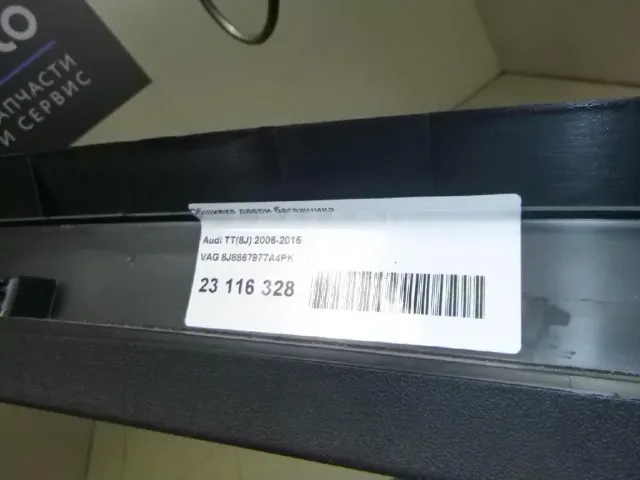 ЗАПЧАСТИ
И СЕРВИС
Обшивка двери багажника
Audi TT(8J) 2006-2015
VAG 8J8867977A4PK
23 116 328